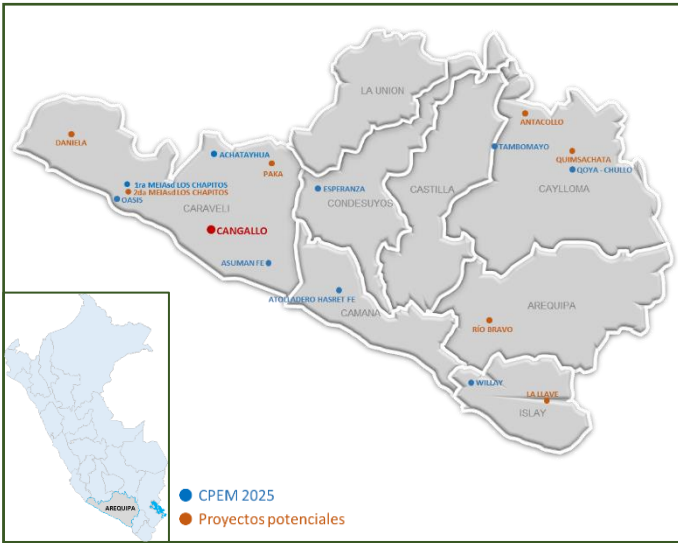 LA UNION
ANTACOLLO
DANIELA
TAMBOMAYO
ACHATAYHUA
QUIMSACHATA
PAKA
QOYA - CHULLO
1ra MEIAsd LOS CHAPITOS
ESPERANZA
CASTILLA
CAYLLOMA
2da MEIAsd LOS CHAPITOS
CONDESUYOS
OASIS
CARAVELI
CANGALLO
ASUMAN FE
ATOLLADERO HASRET FE
AREQUIPA
CAMANA
RÍO BRAVO
WILLAY
LA LLAVE
ISLAY
AREQUIPA
CPEM 2025
Proyectos potenciales